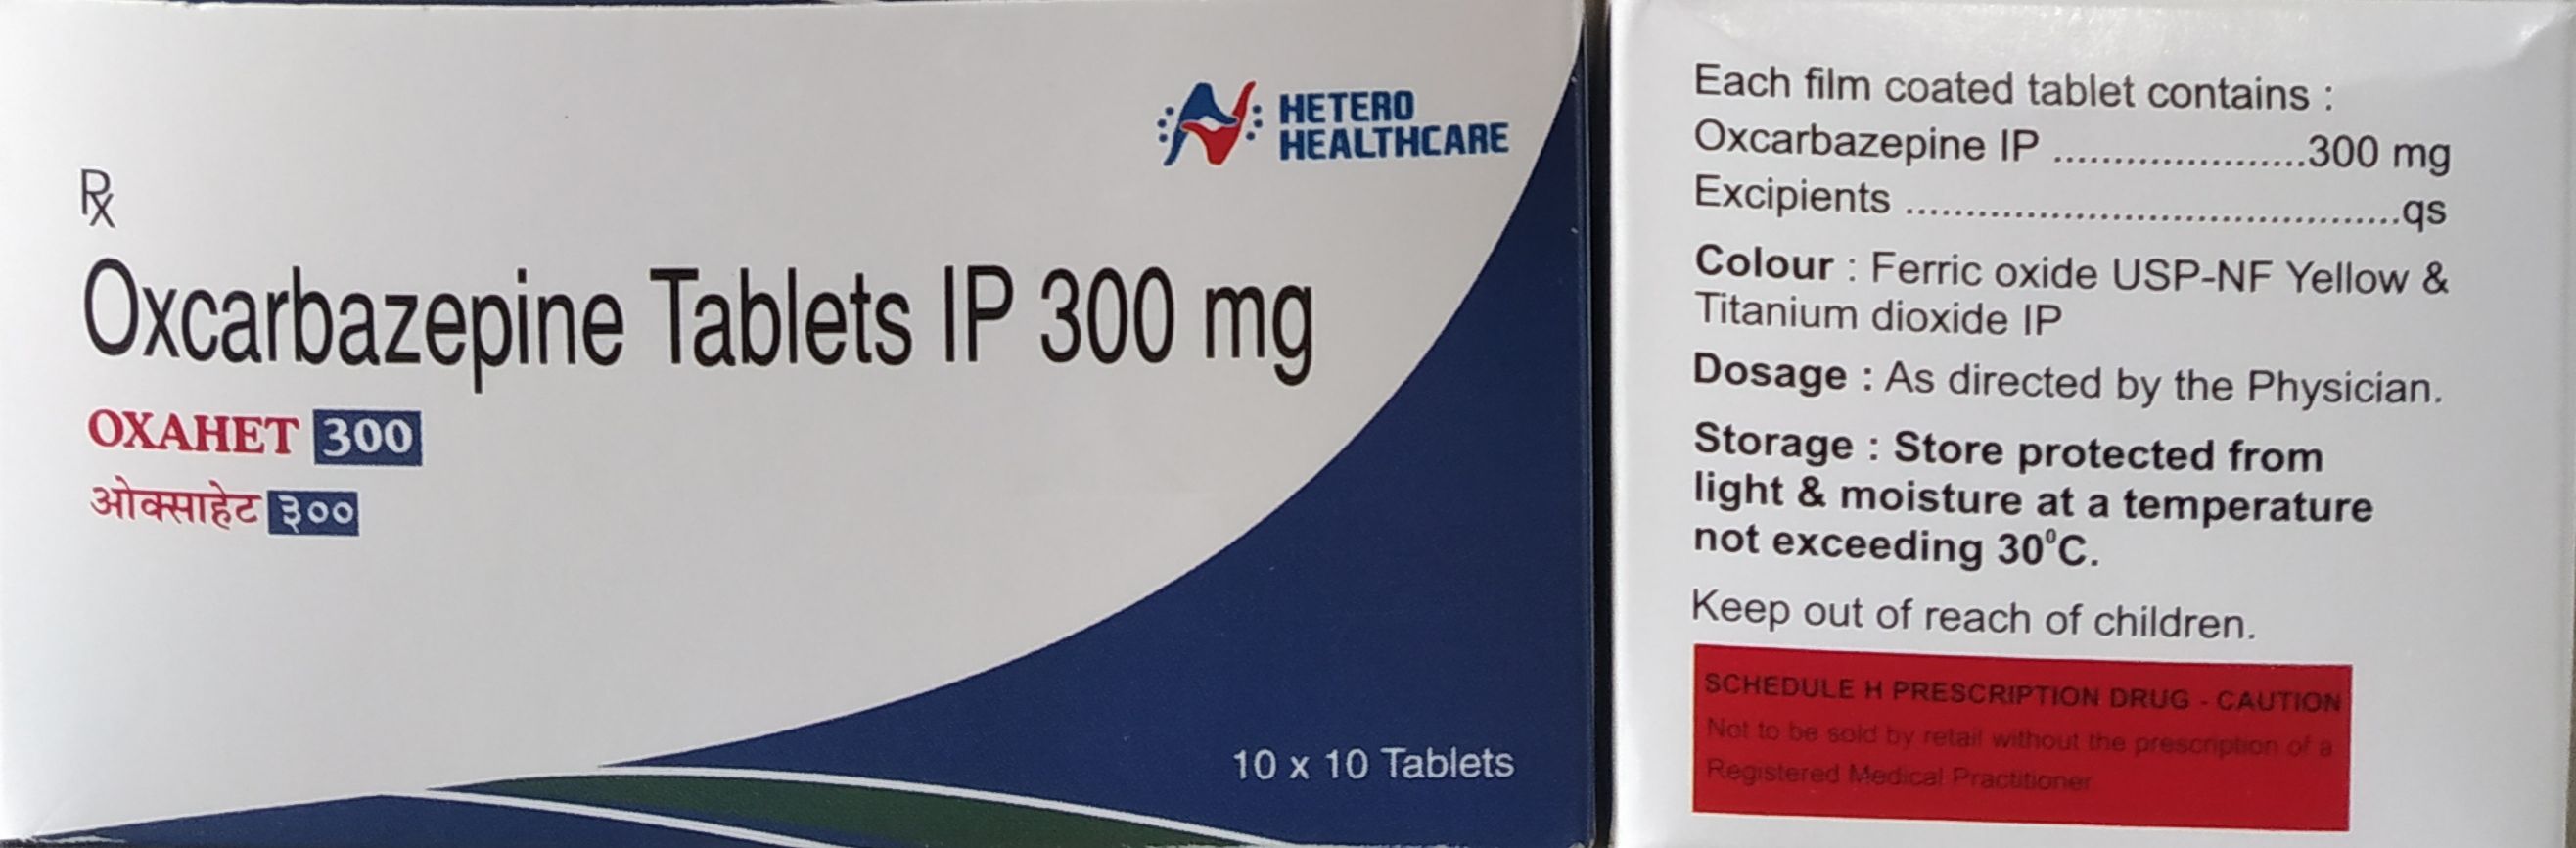 HETERO
HEALTHCARE
Rx
Oxcarbazepine Tablets IP 300 mg
OXAHET 300
ओक्साहेट ३००
10 x 10 Tablets
Each film coated tablet contains :
Oxcarbazepine IP .....................300 mg
Excipients .........................................qs
Colour : Ferric oxide USP-NF Yellow &
Titanium dioxide IP
Dosage : As directed by the Physician.
Storage : Store protected from
light & moisture at a temperature
not exceeding 30⁰C.
Keep out of reach of children.
SCHEDULE H PRESCRIPTION DRUG - CAUTION
Not to be sold by retail without the prescription of a
Registered Medical Practitioner